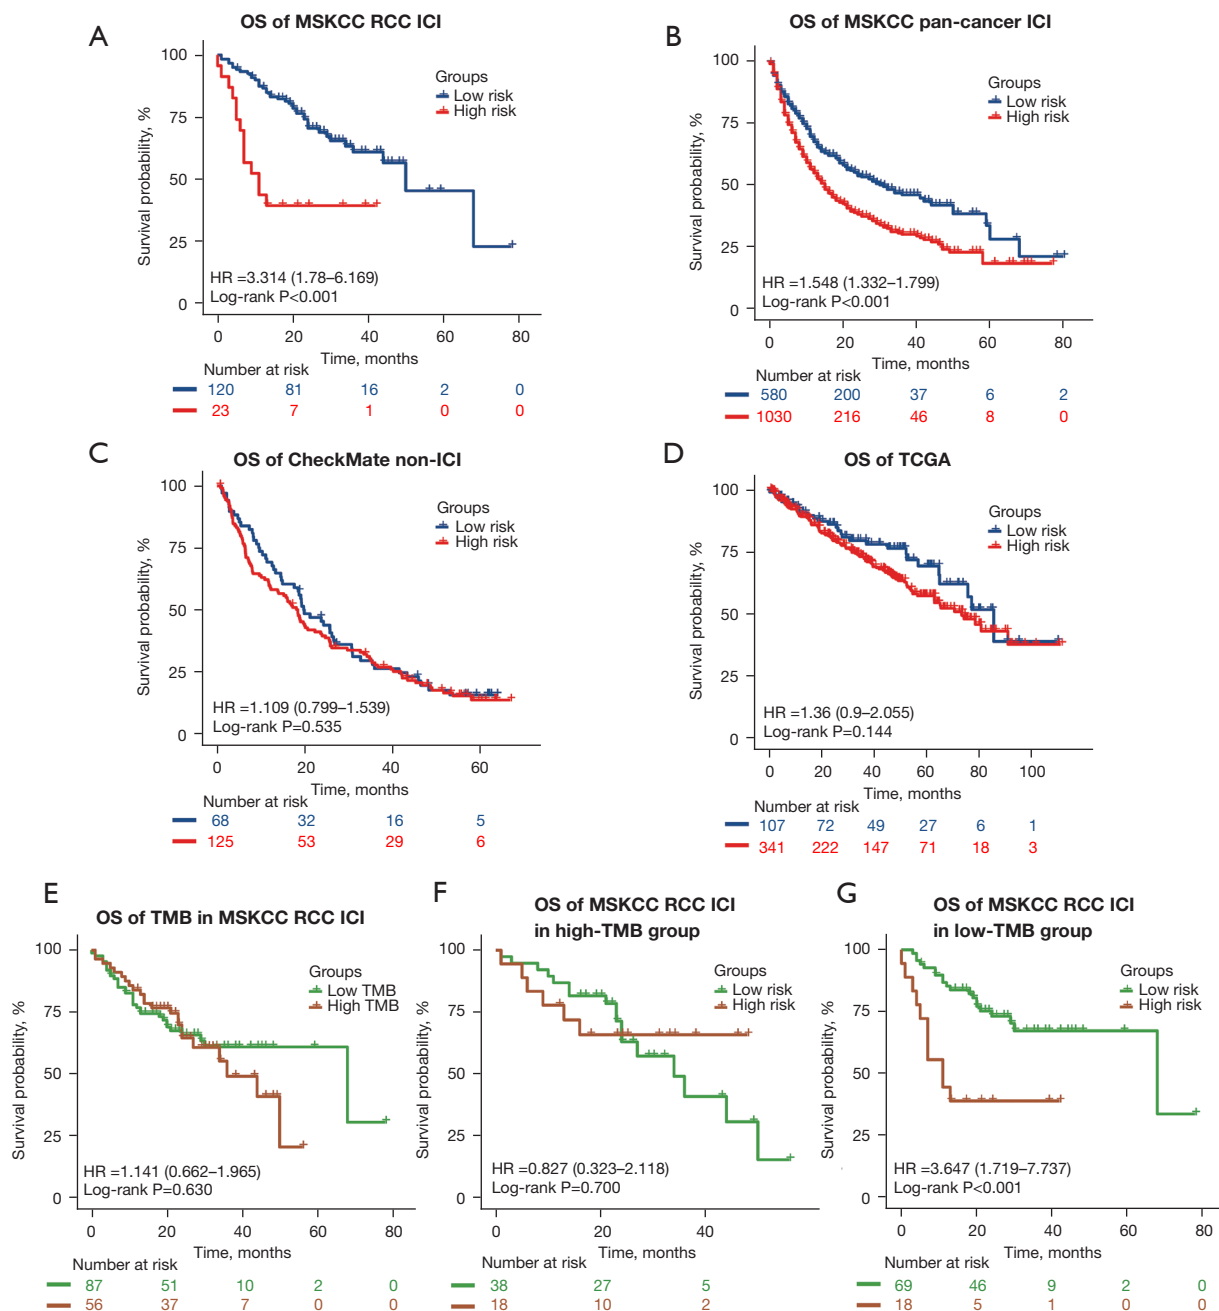 A
OS of MSKCC RCC ICI
Survival probability, %
100
75
50
25
0
Groups
Low risk
High risk
HR =3.314 (1.78–6.169)
Log-rank P<0.001
0 20 40 60 80
Time, months
Number at risk
120 81 16 2 0
23 7 1 0 0
B
OS of MSKCC pan-cancer ICI
Survival probability, %
100
75
50
25
0
Groups
Low risk
High risk
HR =1.548 (1.332–1.799)
Log-rank P<0.001
0 20 40 60 80
Time, months
Number at risk
580 200 37 6 2
1030 216 46 8 0
C
OS of CheckMate non-ICI
Survival probability, %
100
75
50
25
0
Groups
Low risk
High risk
HR =1.109 (0.799–1.539)
Log-rank P=0.535
0 20 40 60
Time, months
Number at risk
68 32 16 5
125 53 29 6
D
OS of TCGA
Survival probability, %
100
75
50
25
0
Groups
Low risk
High risk
HR =1.36 (0.9–2.055)
Log-rank P=0.144
0 20 40 60 80 100
Time, months
Number at risk
107 72 49 27 6 1
341 222 147 71 18 3
E
OS of TMB in MSKCC RCC ICI
Survival probability, %
100
75
50
25
0
Groups
Low TMB
High TMB
HR =1.141 (0.662–1.965)
Log-rank P=0.630
0 20 40 60 80
Time, months
Number at risk
87 51 10 2 0
56 37 7 0 0
F
OS of MSKCC RCC ICI
in high-TMB group
Survival probability, %
100
75
50
25
0
Groups
Low risk
High risk
HR =0.827 (0.323–2.118)
Log-rank P=0.700
0 20 40
Time, months
Number at risk
38 27 5
18 10 2
G
OS of MSKCC RCC ICI
in low-TMB group
Survival probability, %
100
75
50
25
0
Groups
Low risk
High risk
HR =3.647 (1.719–7.737)
Log-rank P<0.001
0 20 40 60 80
Time, months
Number at risk
69 46 9 2 0
18 5 1 0 0